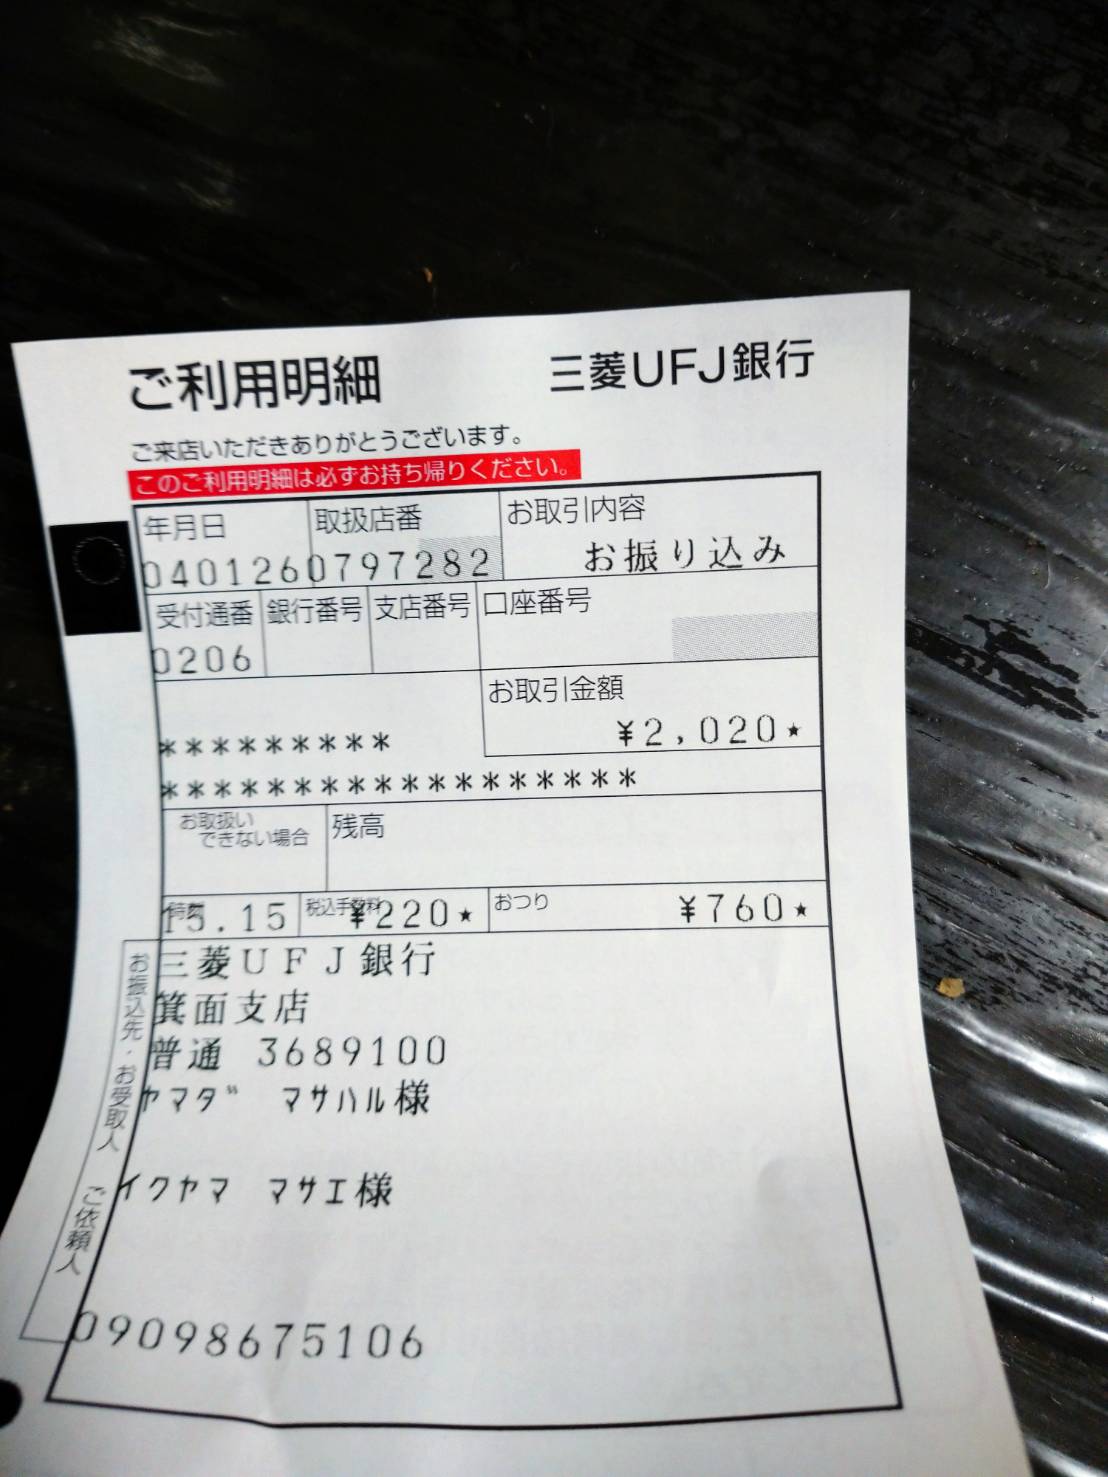 ご利用明細 三菱UFJ銀行
ご来店いただきありがとうございます。
このご利用明細は必ずお持ち帰りください。
年月日 取扱店番 お取引内容
040126 0797282 お振り込み
受付通番 銀行番号 支店番号 口座番号
0206
お取引金額
¥2,020★
*********
******************
お取扱い
できない場合
残高
時刻 税込手数料 おつり
15.15 ¥220★ ¥760★
お振込先・お受取人
三菱UFJ銀行
箕面支店
普通 3689100
ヤマダ マサハル様
ご依頼人
イクヤマ マサエ様
09098675106